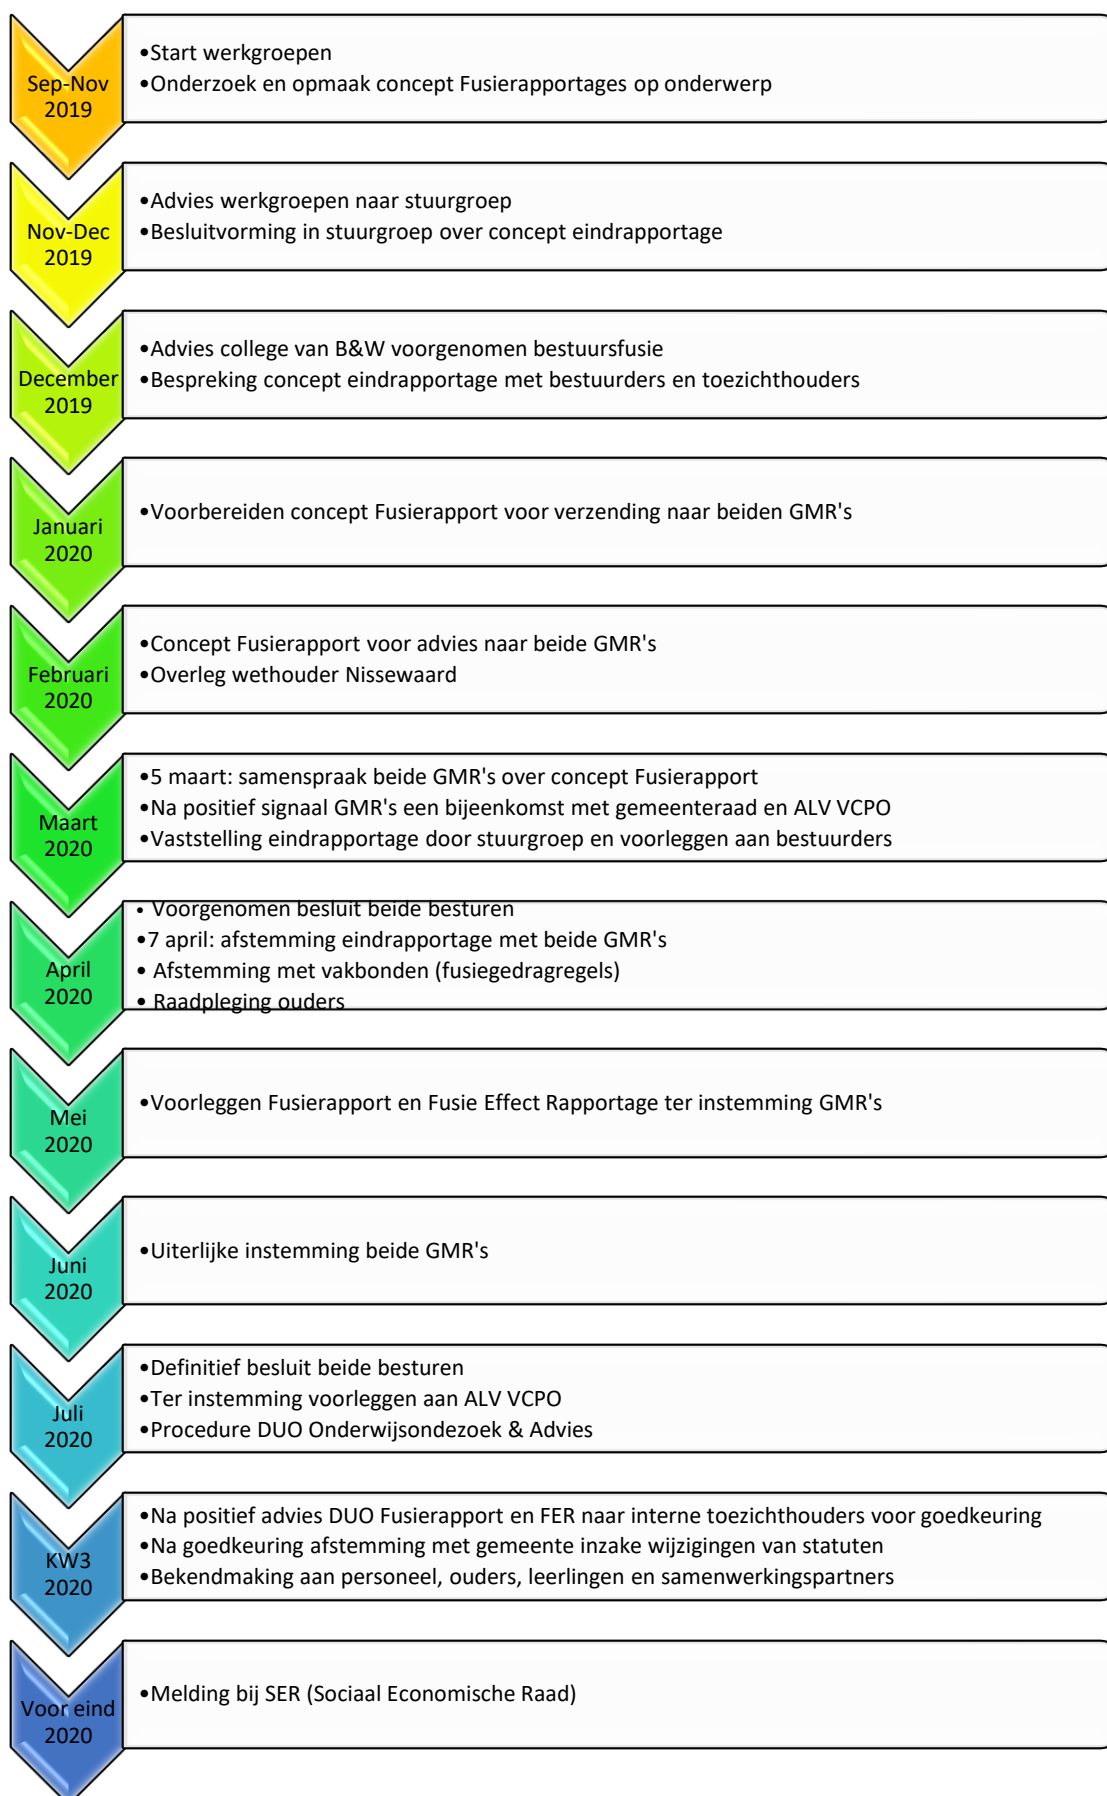 Sep-Nov
2019
•Start werkgroepen
•Onderzoek en opmaak concept Fusierapportages op onderwerp
Nov-Dec
2019
•Advies werkgroepen naar stuurgroep
•Besluitvorming in stuurgroep over concept eindrapportage
December
2019
•Advies college van B&W voorgenomen bestuursfusie
•Bespreking concept eindrapportage met bestuurders en toezichthouders
Januari
2020
•Voorbereiden concept Fusierapport voor verzending naar beiden GMR's
Februari
2020
•Concept Fusierapport voor advies naar beide GMR's
•Overleg wethouder Nissewaard
Maart
2020
•5 maart: samenspraak beide GMR's over concept Fusierapport
•Na positief signaal GMR's een bijeenkomst met gemeenteraad en ALV VCPO
•Vaststelling eindrapportage door stuurgroep en voorleggen aan bestuurders
April
2020
• Voorgenomen besluit beide besturen
•7 april: afstemming eindrapportage met beide GMR's
• Afstemming met vakbonden (fusiegedragregels)
• Raadpleging ouders
Mei
2020
•Voorleggen Fusierapport en Fusie Effect Rapportage ter instemming GMR's
Juni
2020
•Uiterlijke instemming beide GMR's
Juli
2020
•Definitief besluit beide besturen
•Ter instemming voorleggen aan ALV VCPO
•Procedure DUO Onderwijsondezoek & Advies
KW3
2020
•Na positief advies DUO Fusierapport en FER naar interne toezichthouders voor goedkeuring
•Na goedkeuring afstemming met gemeente inzake wijzigingen van statuten
•Bekendmaking aan personeel, ouders, leerlingen en samenwerkingspartners
Voor eind
2020
•Melding bij SER (Sociaal Economische Raad)